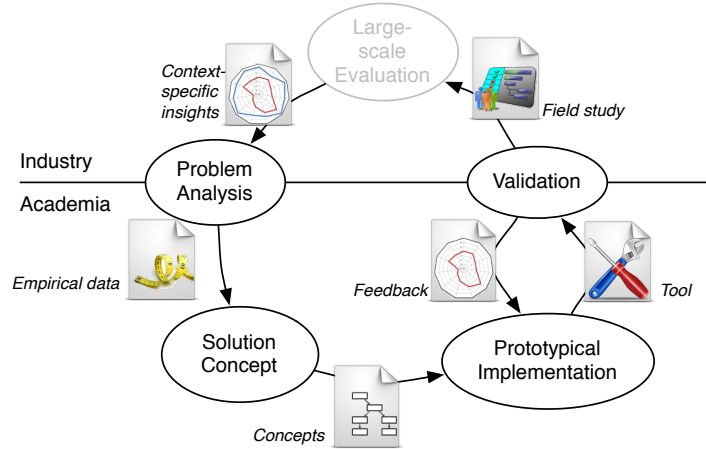 Large-
scale
Evaluation
Context-
specific
insights
Field study
Industry
Problem
Analysis
Validation
Academia
Empirical data
Feedback
Tool
Solution
Concept
Prototypical
Implementation
Concepts